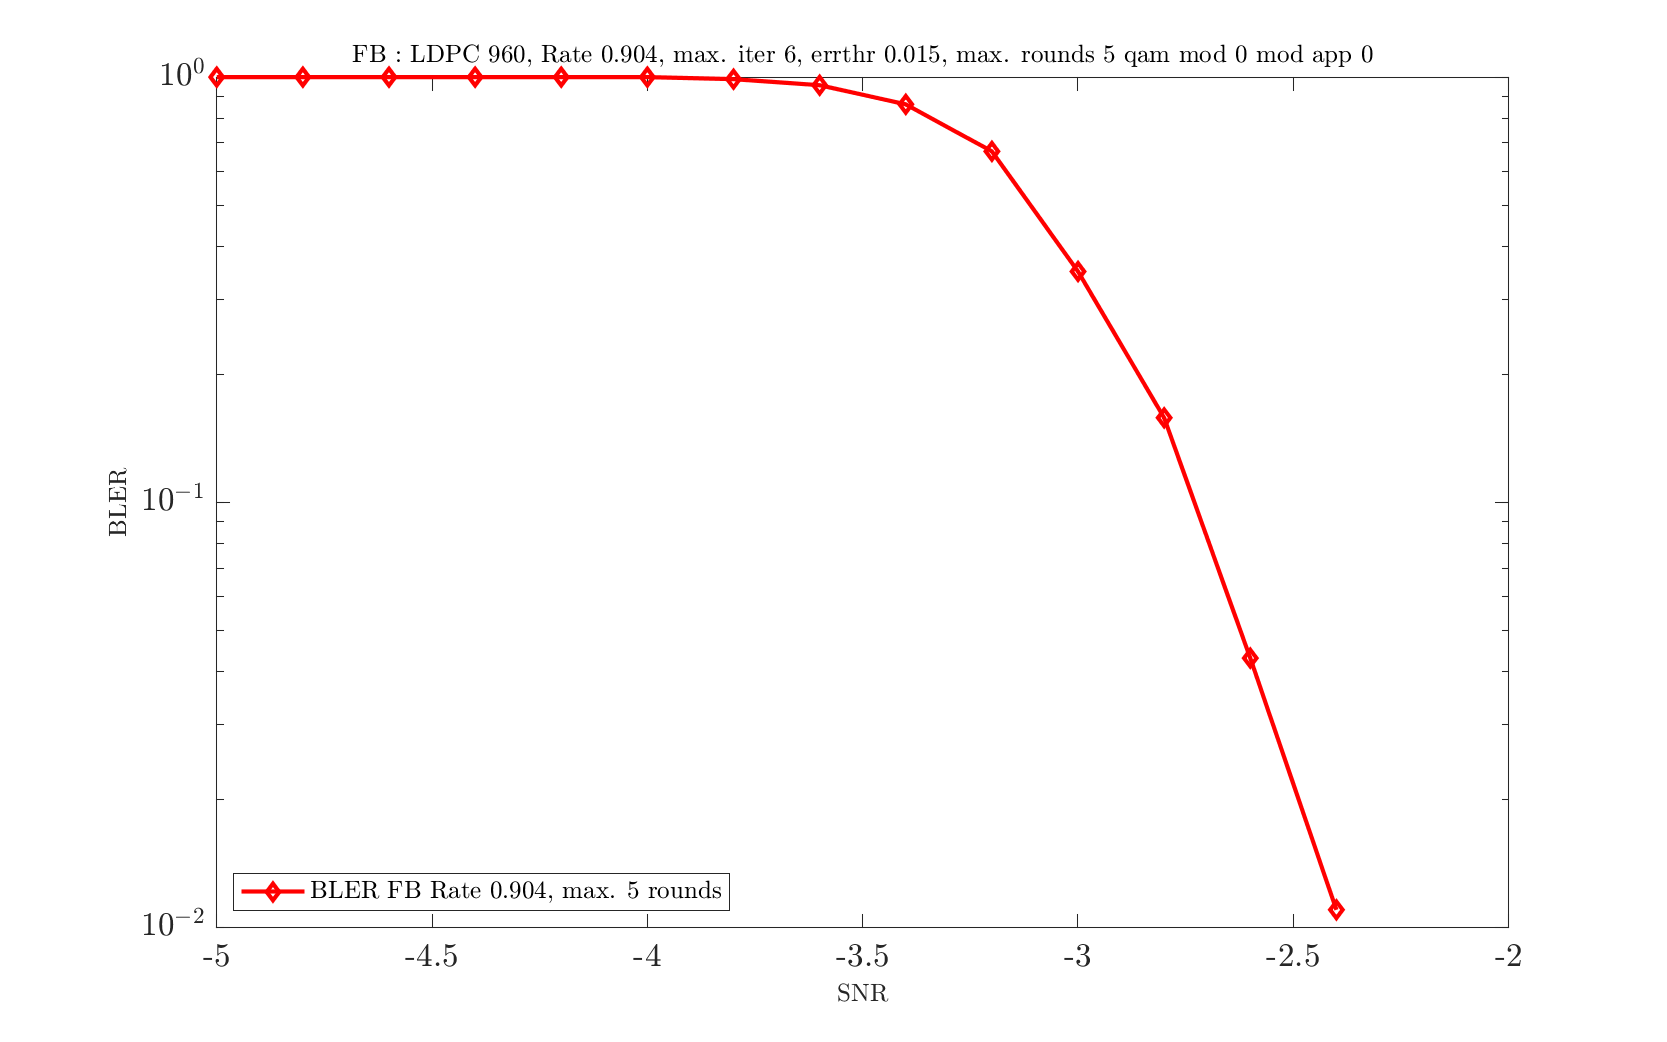 FB : LDPC 960, Rate 0.904, max. iter 6, errthr 0.015, max. rounds 5 qam mod 0 mod app 0
10^0
10^{-1}
10^{-2}
BLER
BLER FB Rate 0.904, max. 5 rounds
-5 -4.5 -4 -3.5 -3 -2.5 -2
SNR